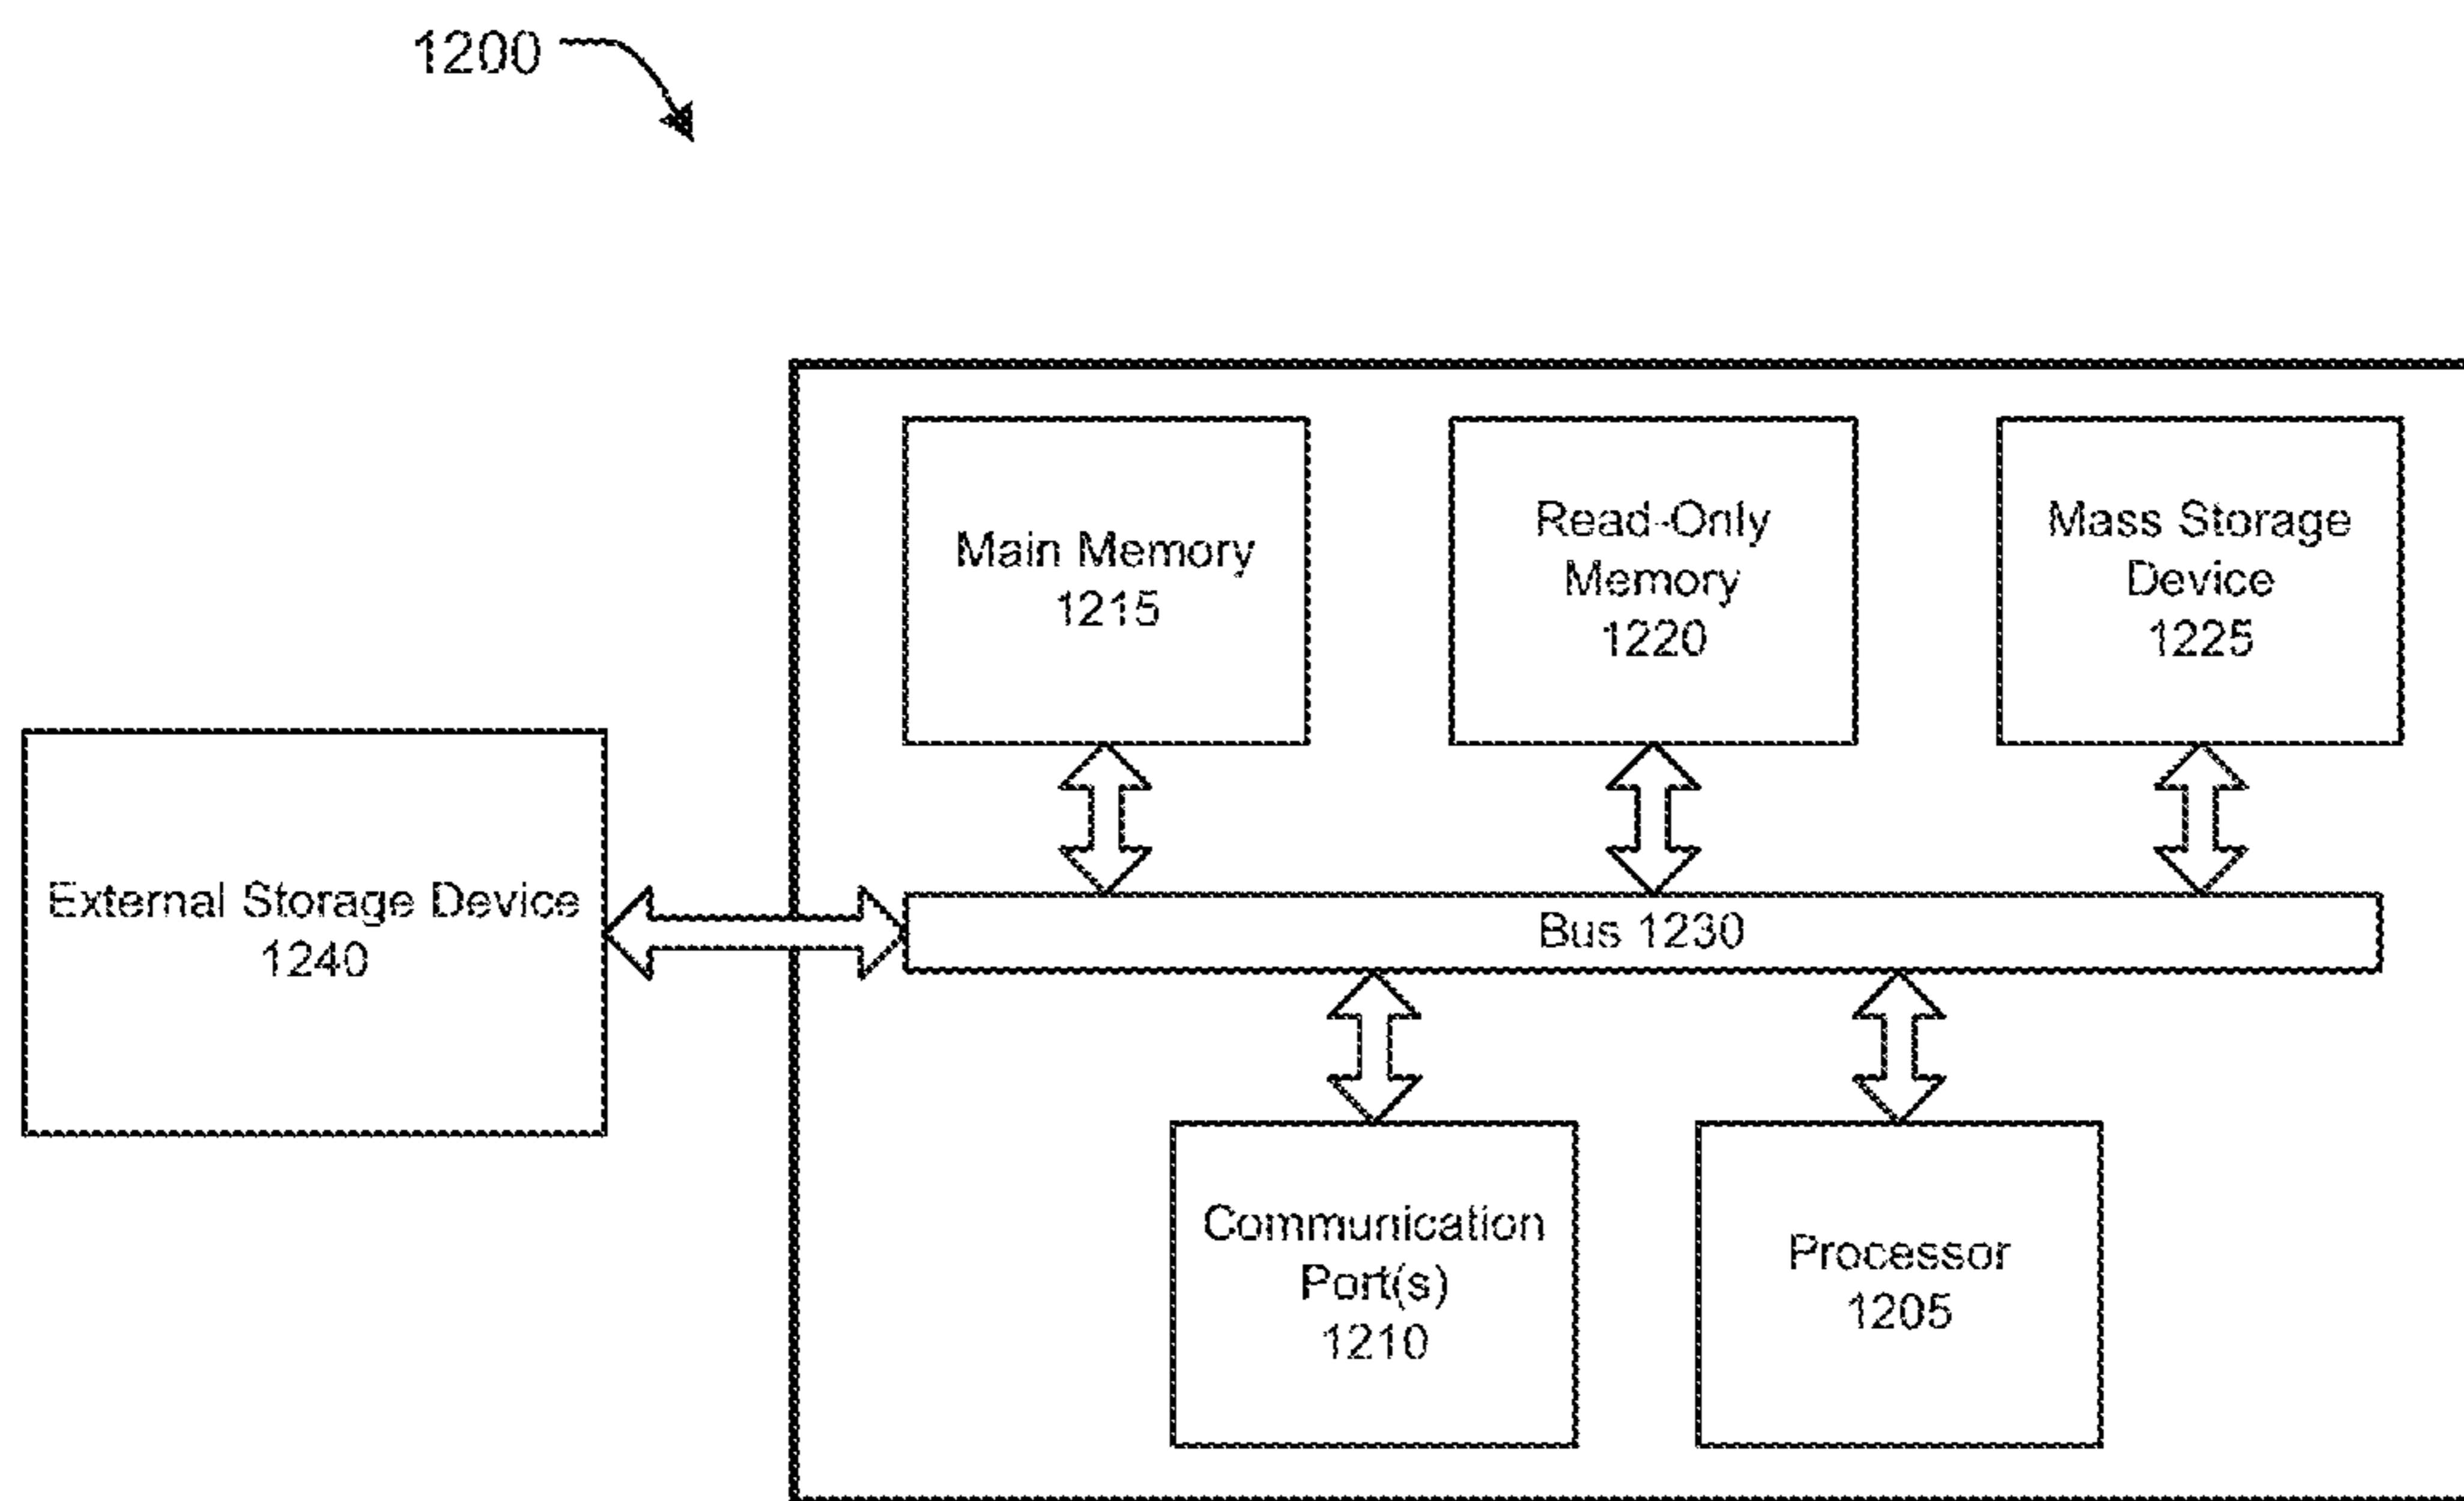 1200
Main Memory
1215
Read-Only
Memory
1220
Mass Storage
Device
1225
External Storage Device
1240
Bus 1230
Communication
Port(s)
1210
Processor
1205